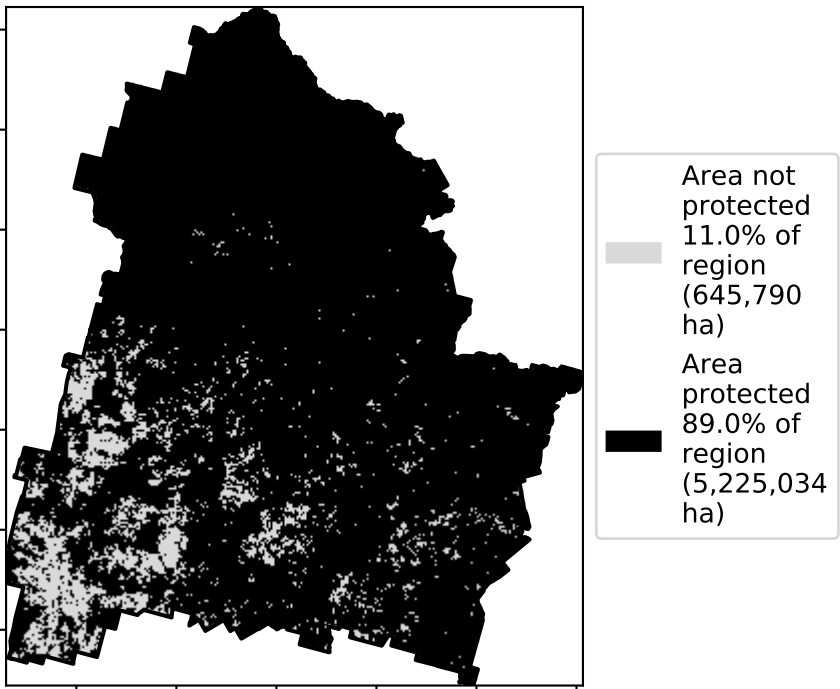 Area not
protected
11.0% of
region
(645,790
ha)
Area
protected
89.0% of
region
(5,225,034
ha)